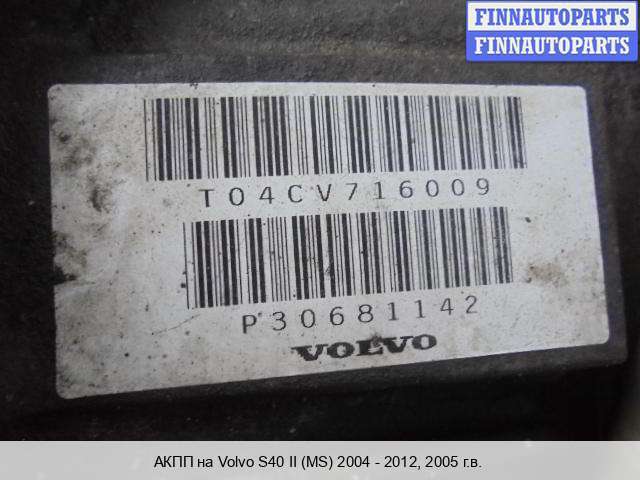 FINNAUTOPARTS
FINNAUTOPARTS
T04CV716009
P30681142
VOLVO
АКПП на Volvo S40 II (MS) 2004 - 2012, 2005 г.в.